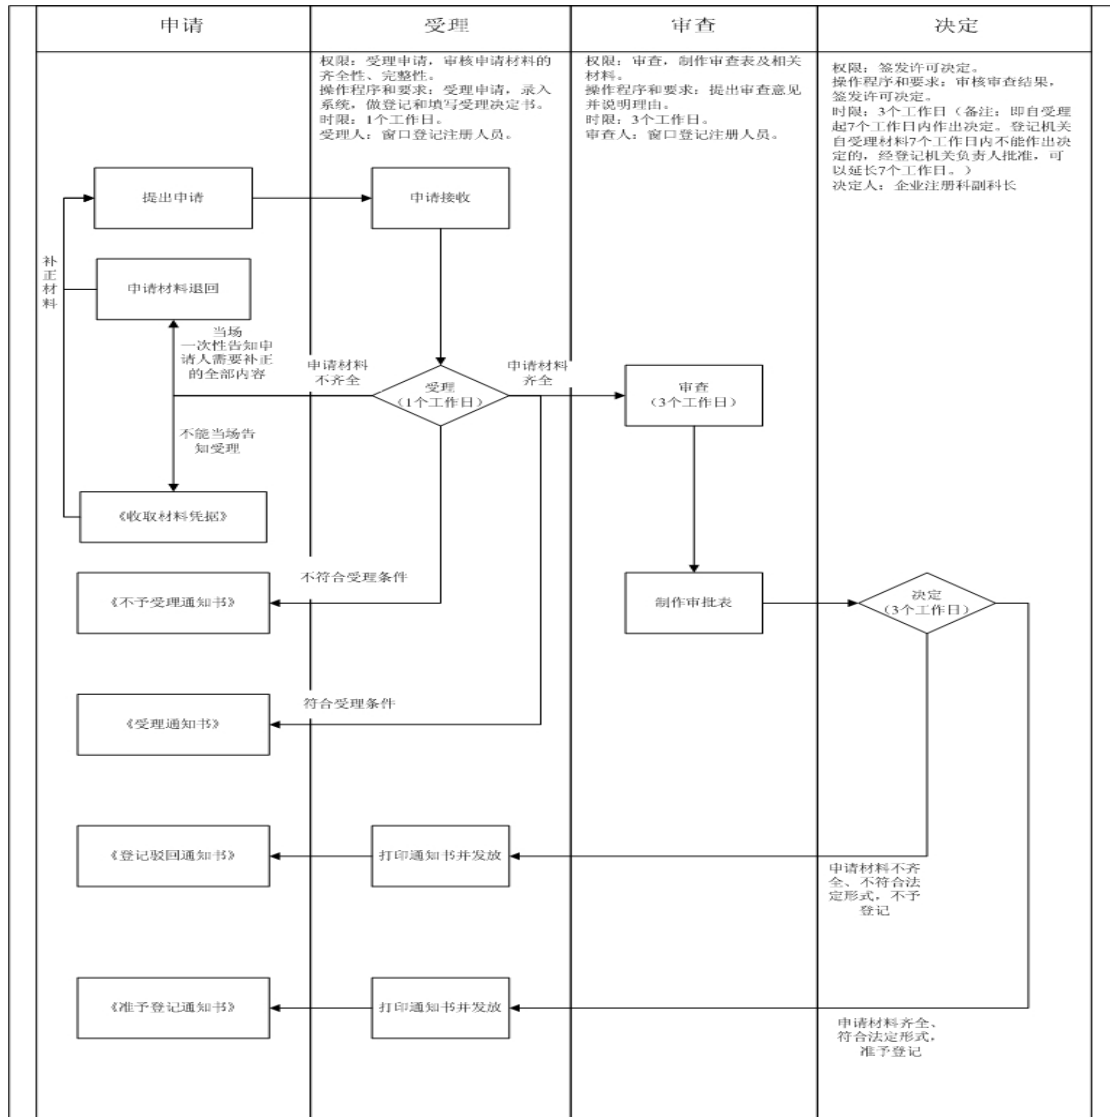 申请
受理
审查
决定
权限：受理申请，审核申请材料的
齐全性、完整性。
操作程序和要求：受理申请，录入
系统，做登记和填写受理决定书。
时限：1个工作日。
受理人：窗口登记注册人员。
权限：审查，制作审查表及相关
材料。
操作程序和要求：提出审查意见
并说明理由。
时限：3个工作日。
审查人：窗口登记注册人员。
权限：签发许可决定。
操作程序和要求：审核审查结果，
签发许可决定。
时限：3个工作日（备注：即自受理
起7个工作日内作出决定。登记机关
自受理材料7个工作日内不能作出决
定的，经登记机关负责人批准，可
以延长7个工作日。）
决定人：企业注册科副科长
提出申请
申请接收
补
正
材
料
申请材料退回
当场
一次性告知申
请人需要补正
的全部内容
申请材料
不齐全
受理
（1个工作日）
申请材料
齐全
审查
（3个工作日）
不能当场告
知受理
《收取材料凭据》
不符合受理条件
《不予受理通知书》
制作审批表
决定
（3个工作日）
符合受理条件
《受理通知书》
《登记驳回通知书》
打印通知书并发放
申请材料不齐
全、不符合法
定形式，不予
登记
《准予登记通知书》
打印通知书并发放
申请材料齐全、
符合法定形式，
准予登记